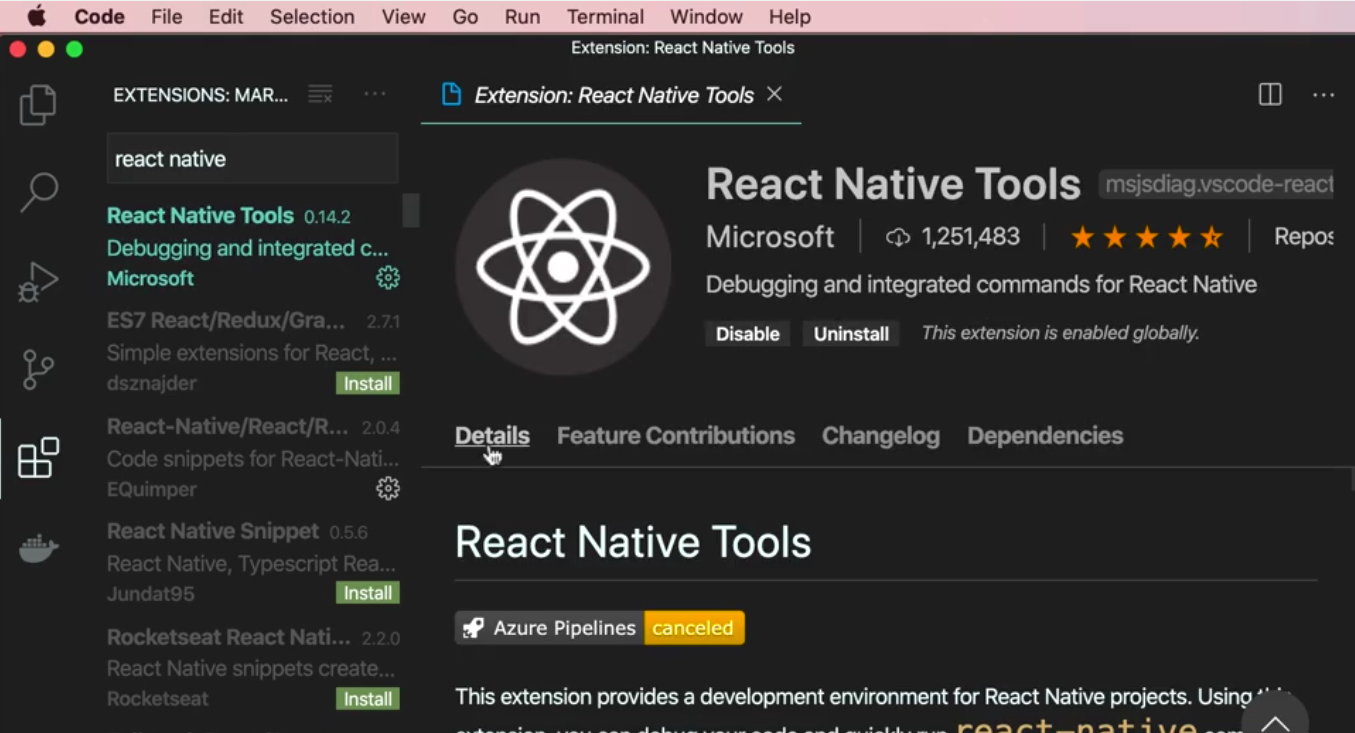 Code File Edit Selection View Go Run Terminal Window Help
Extension: React Native Tools
EXTENSIONS: MAR...
Extension: React Native Tools
react native
React Native Tools 0.14.2
Debugging and integrated c...
Microsoft
ES7 React/Redux/Gra... 2.7.1
Simple extensions for React, ...
dsznajder Install
React-Native/React/R... 2.0.4
Code snippets for React-Nati...
EQuimper
React Native Snippet 0.5.6
React Native, Typescript Rea...
Jundat95 Install
Rocketseat React Nati... 2.2.0
React Native snippets create...
Rocketseat Install
React Native Tools msjsdiag.vscode-react
Microsoft 1,251,483 Repos
Debugging and integrated commands for React Native
Disable Uninstall This extension is enabled globally.
Details Feature Contributions Changelog Dependencies
React Native Tools
Azure Pipelines canceled
This extension provides a development environment for React Native projects. Using this
extension, you can debug your code and quickly run react-native com